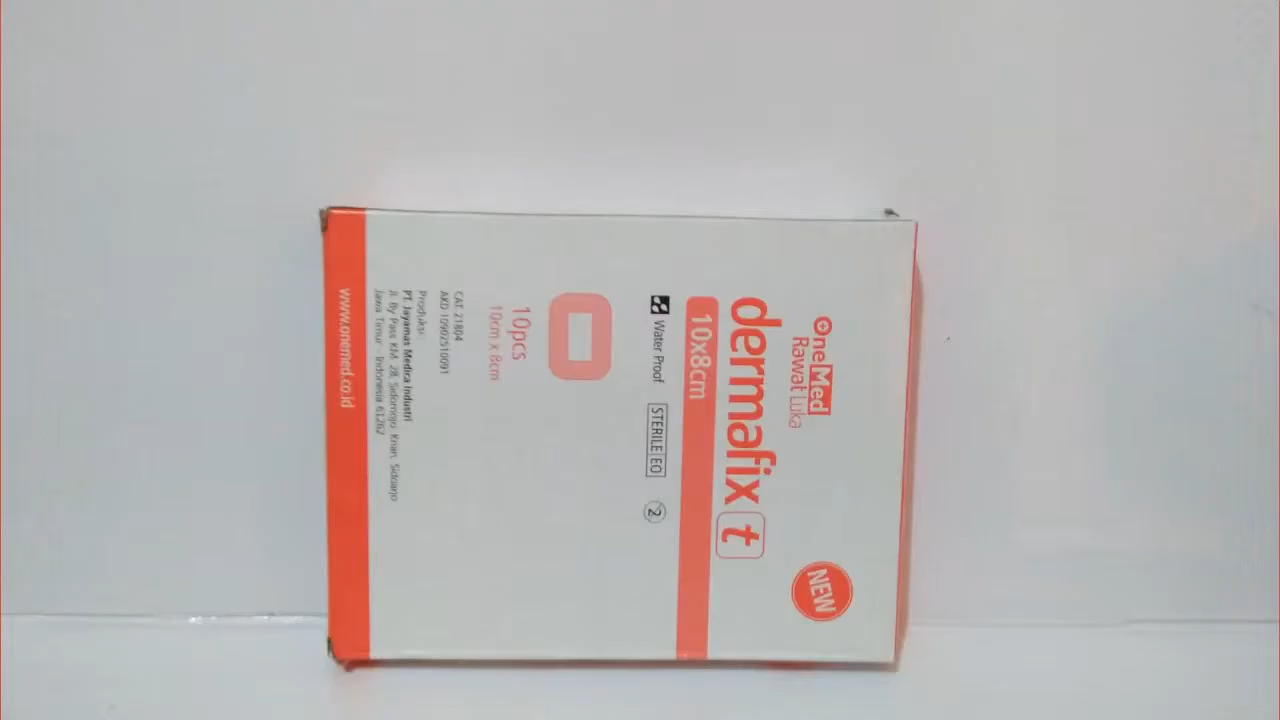 OneMed
Rawat Luka
NEW
dermafix t
10x8cm
Water Proof
STERILE EO
2
10pcs
10cm X 8cm
CAT. 21804
AKD 10902510091
Produksi :
PT. Jayamas Medica Industri
Jl. By Pass KM. 28, Sidomojo, Krian, Sidoarjo
Jawa Timur - Indonesia 61262
www.onemed.co.id